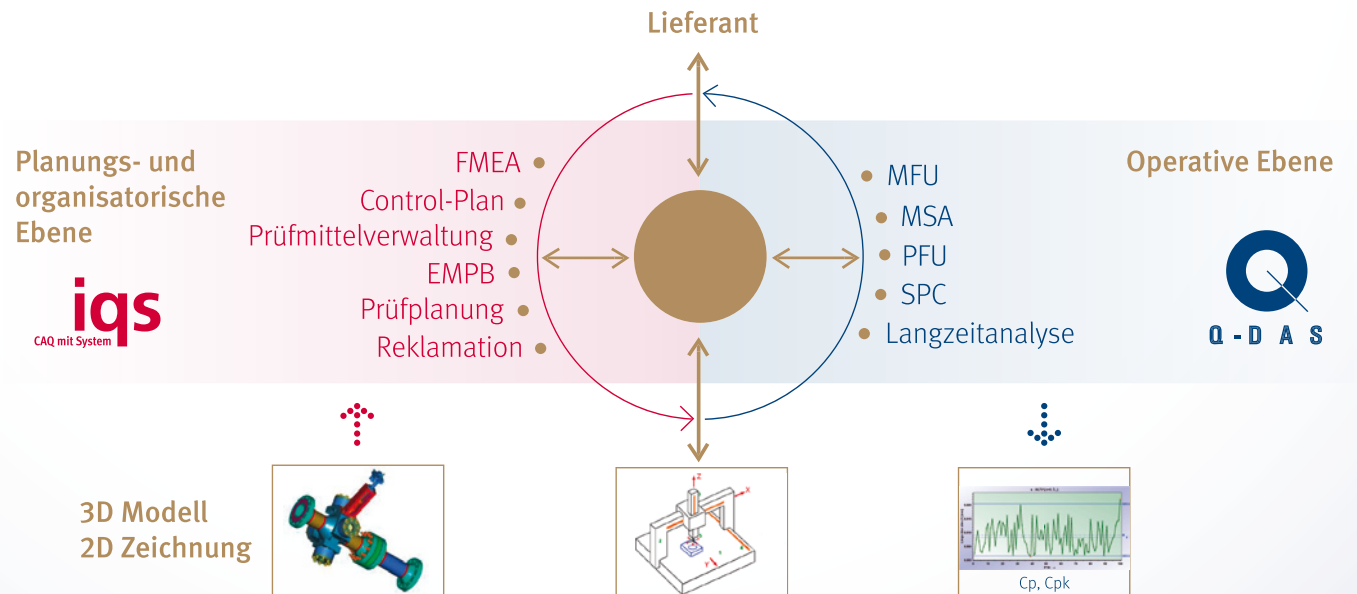 Lieferant
Planungs- und
organisatorische
Ebene
iqs
CAQ mit System
FMEA
Control-Plan
Prüfmittelverwaltung
EMPB
Prüfplanung
Reklamation
MFU
MSA
PFU
SPC
Langzeitanalyse
Operative Ebene
Q-DAS
3D Modell
2D Zeichnung
Z
X
Y
Cp, Cpk